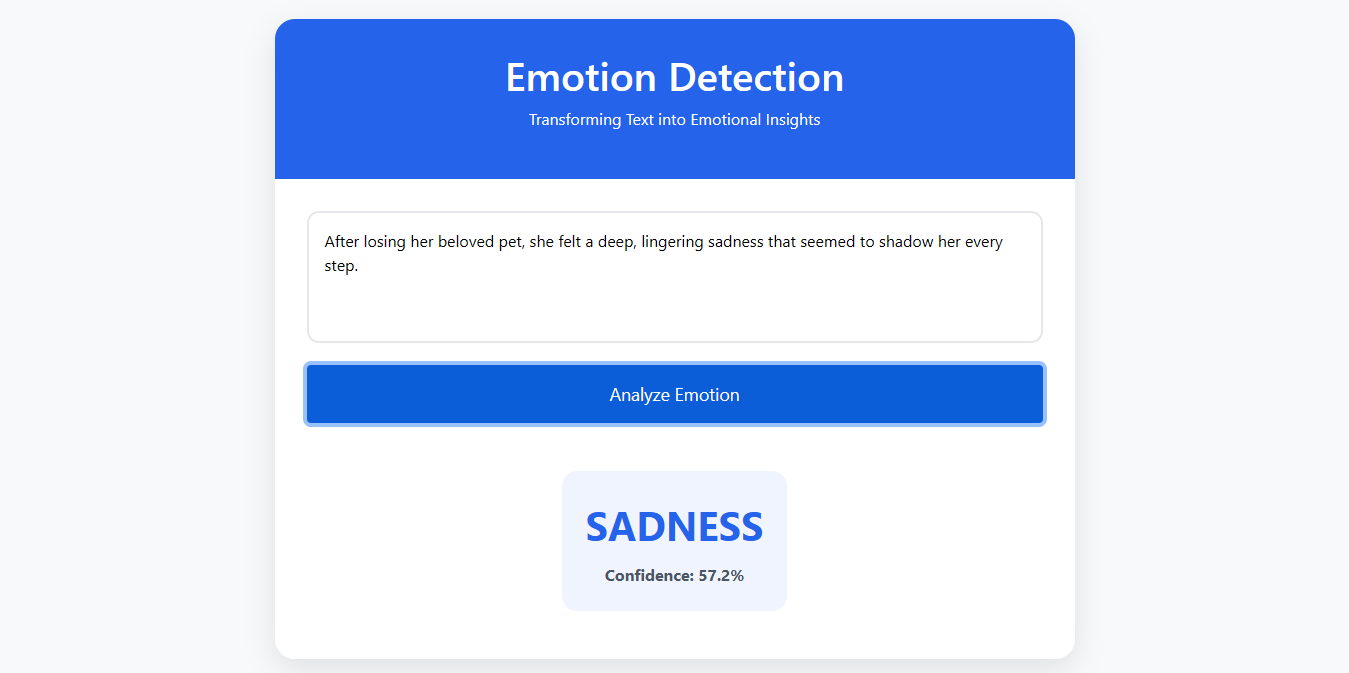 Emotion Detection
Transforming Text into Emotional Insights
After losing her beloved pet, she felt a deep, lingering sadness that seemed to shadow her every
step.
Analyze Emotion
SADNESS
Confidence: 57.2%